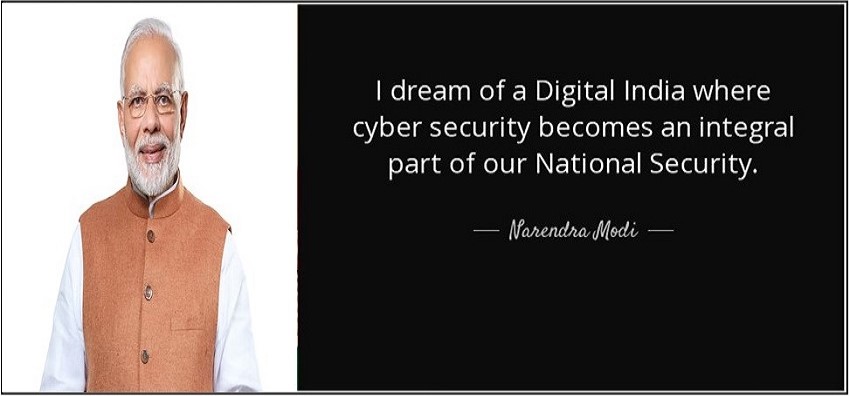 I dream of a Digital India where
cyber security becomes an integral
part of our National Security.
Narendra Modi